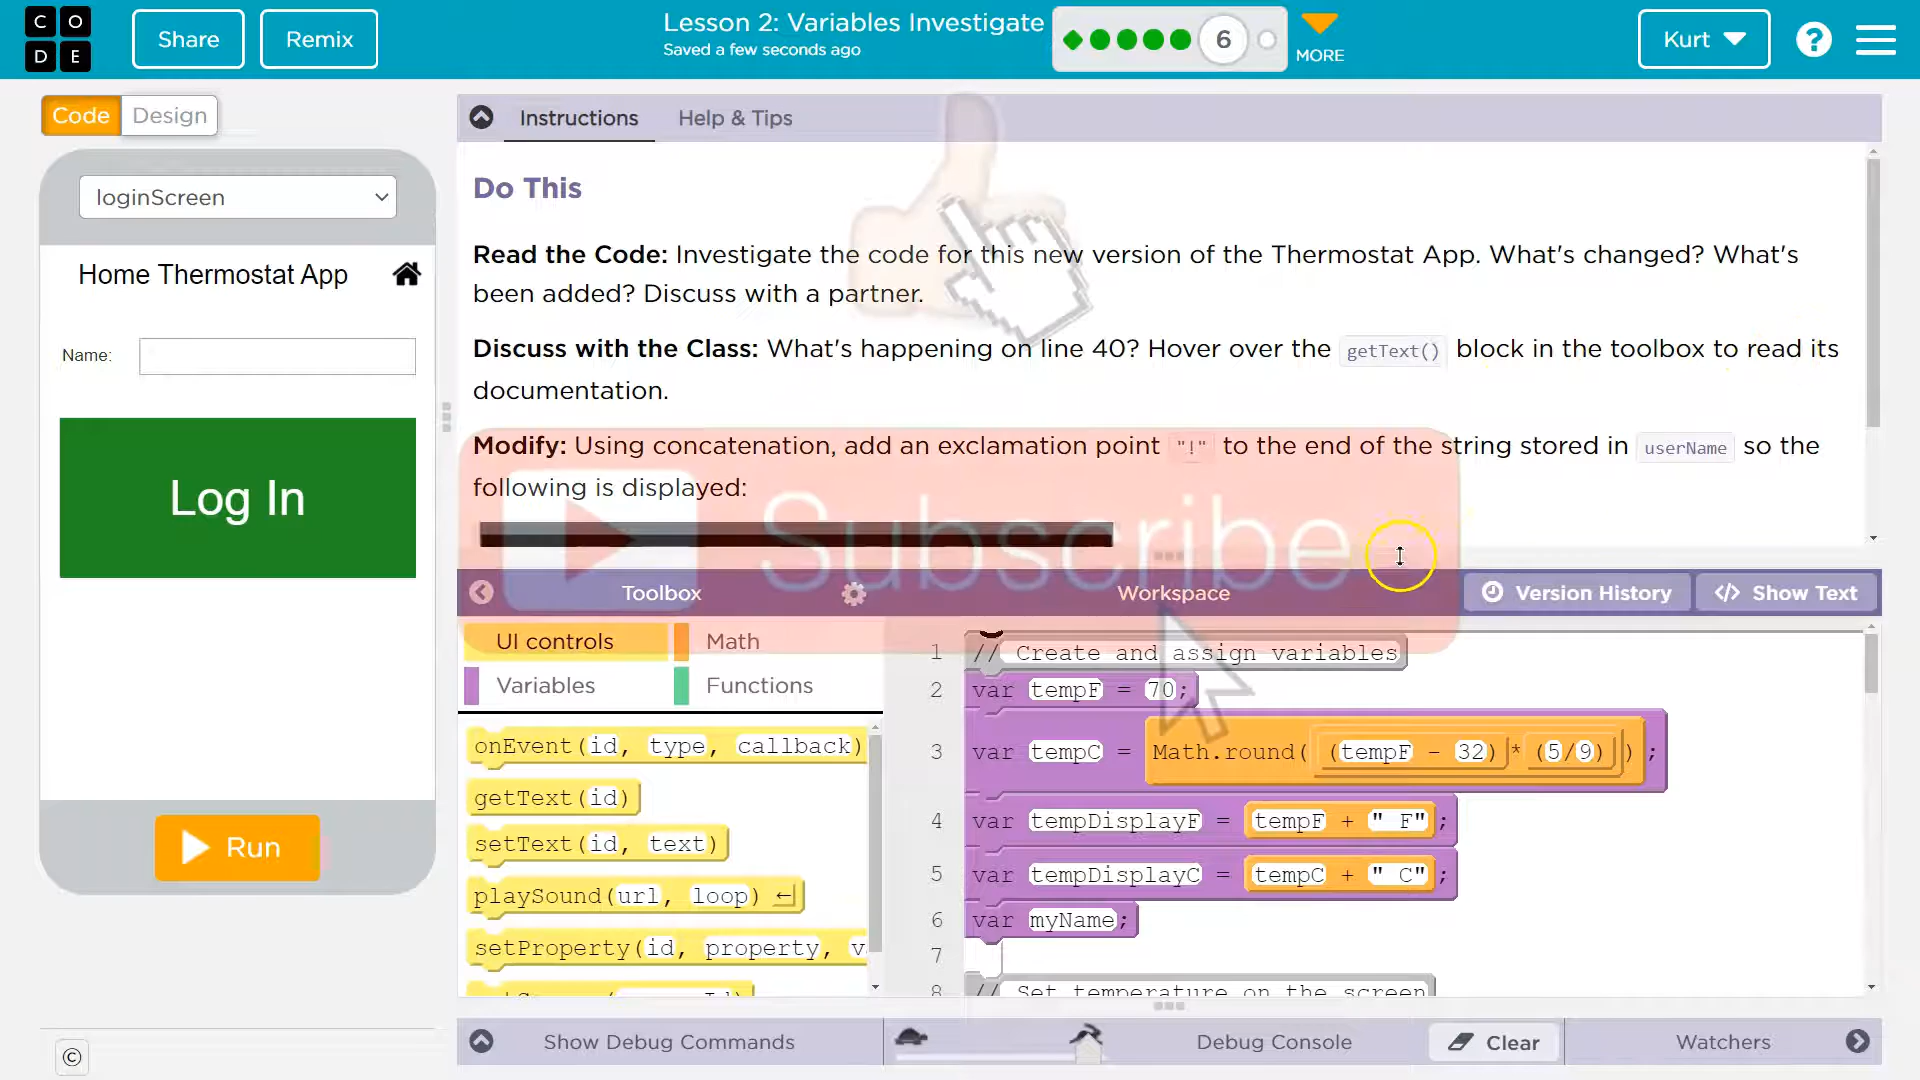 CO
DE
Share
Remix
Lesson 2: Variables Investigate
Saved a few seconds ago
6
MORE
Kurt
?
Code
Design
loginScreen
Home Thermostat App
Name:
Log In
Run
©
Instructions
Help & Tips
Do This
Read the Code: Investigate the code for this new version of the Thermostat App. What's changed? What's
been added? Discuss with a partner.
Discuss with the Class: What's happening on line 40? Hover over the getText() block in the toolbox to read its
documentation.
Modify: Using concatenation, add an exclamation point "!" to the end of the string stored in userName so the
following is displayed:
Subscribe
Toolbox
Workspace
Version History
</> Show Text
UI controls
Math
Variables
Functions
onEvent(id, type, callback)
getText(id)
setText(id, text)
playSound(url, loop)
setProperty(id, property, v
1 // Create and assign variables
2 var tempF = 70;
3 var tempC = Math.round( (tempF - 32) * (5/9) ) ;
4 var tempDisplayF = tempF + " F";
5 var tempDisplayC = tempC + " C";
6 var myName;
7
8 // Set temperature on the screen
Show Debug Commands
Debug Console
Clear
Watchers